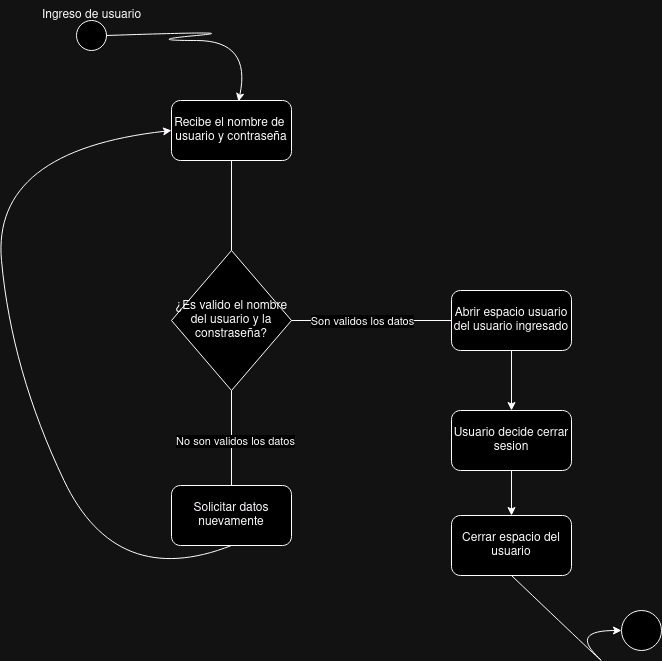 Ingreso de usuario
Recibe el nombre de
usuario y contraseña
¿Es valido el nombre
del usuario y la
constraseña?
Son validos los datos
Abrir espacio usuario
del usuario ingresado
Usuario decide cerrar
sesion
No son validos los datos
Solicitar datos
nuevamente
Cerrar espacio del
usuario